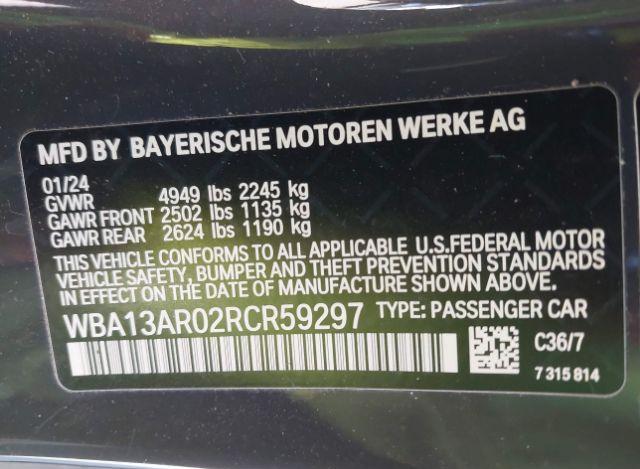 MFD BY BAYERISCHE MOTOREN WERKE AG
01/24
GVWR 4949 lbs 2245 kg
GAWR FRONT 2502 lbs 1135 kg
GAWR REAR 2624 lbs 1190 kg
THIS VEHICLE CONFORMS TO ALL APPLICABLE U.S.FEDERAL MOTOR
VEHICLE SAFETY, BUMPER AND THEFT PREVENTION STANDARDS
IN EFFECT ON THE DATE OF MANUFACTURE SHOWN ABOVE.
WBA13AR02RCR59297 TYPE: PASSENGER CAR
C36/7
7 315 814